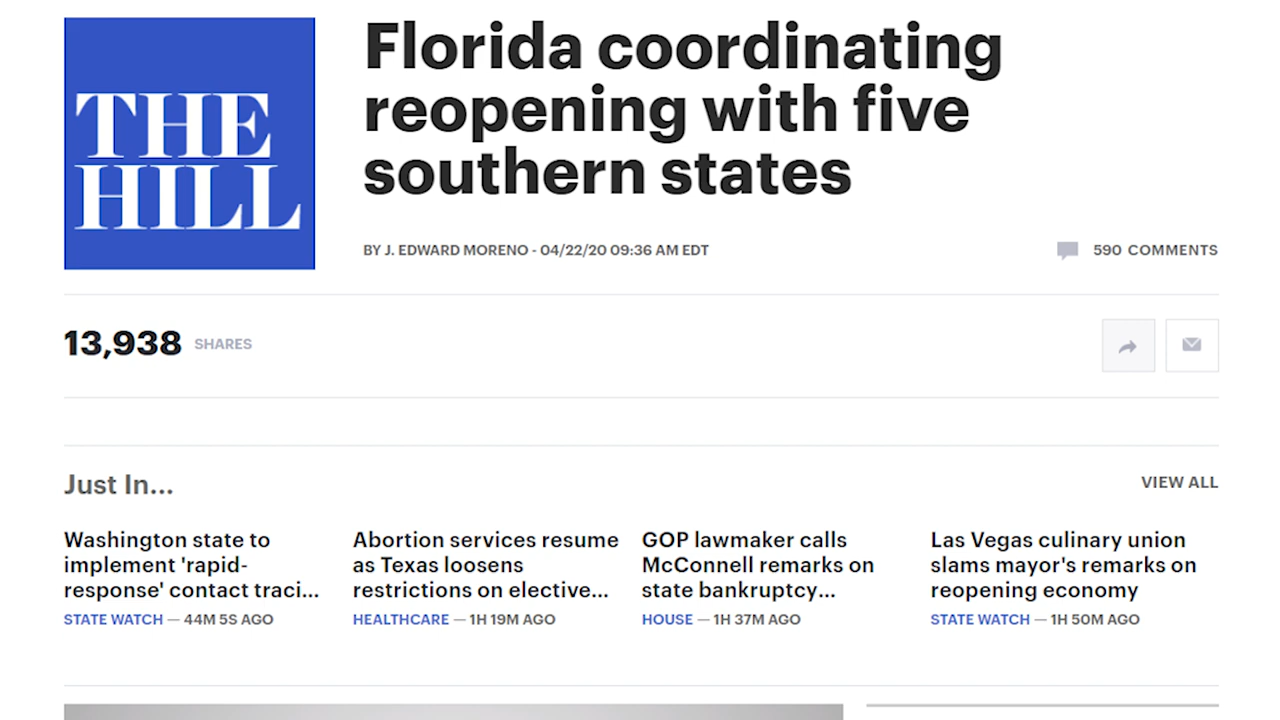 THE
HILL
Florida coordinating
reopening with five
southern states
BY J. EDWARD MORENO - 04/22/20 09:36 AM EDT
590 COMMENTS
13,938 SHARES
Just In...
VIEW ALL
Washington state to
implement 'rapid-
response' contact traci...
STATE WATCH — 44M 5S AGO
Abortion services resume
as Texas loosens
restrictions on elective...
HEALTHCARE — 1H 19M AGO
GOP lawmaker calls
McConnell remarks on
state bankruptcy...
HOUSE — 1H 37M AGO
Las Vegas culinary union
slams mayor's remarks on
reopening economy
STATE WATCH — 1H 50M AGO